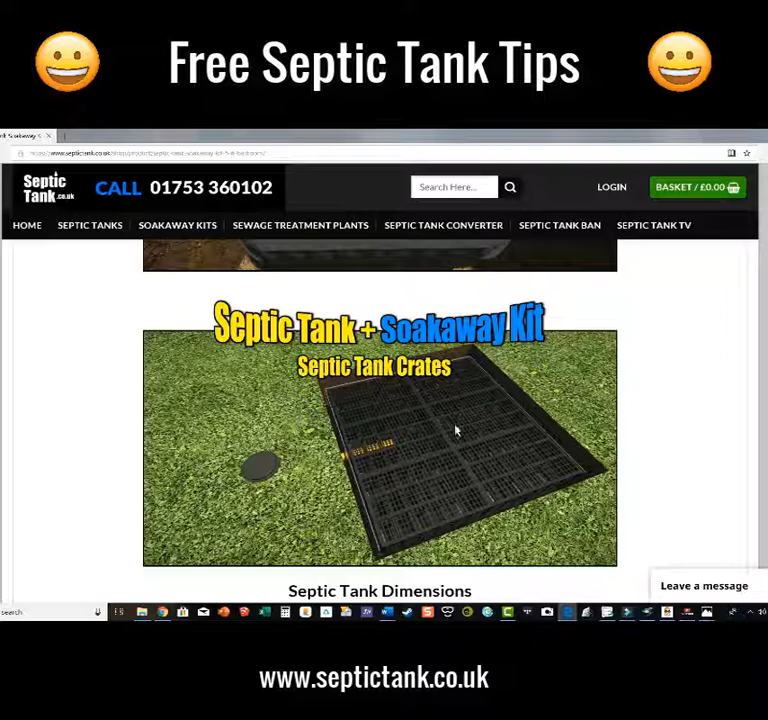 Free Septic Tank Tips
Septic
Tank.co.uk
CALL 01753 360102
Search Here...
LOGIN
BASKET / £0.00
HOME
SEPTIC TANKS
SOAKAWAY KITS
SEWAGE TREATMENT PLANTS
SEPTIC TANK CONVERTER
SEPTIC TANK BAN
SEPTIC TANK TV
Septic Tank + Soakaway Kit
Septic Tank Crates
Septic Tank Dimensions
Leave a message
search
www.septictank.co.uk